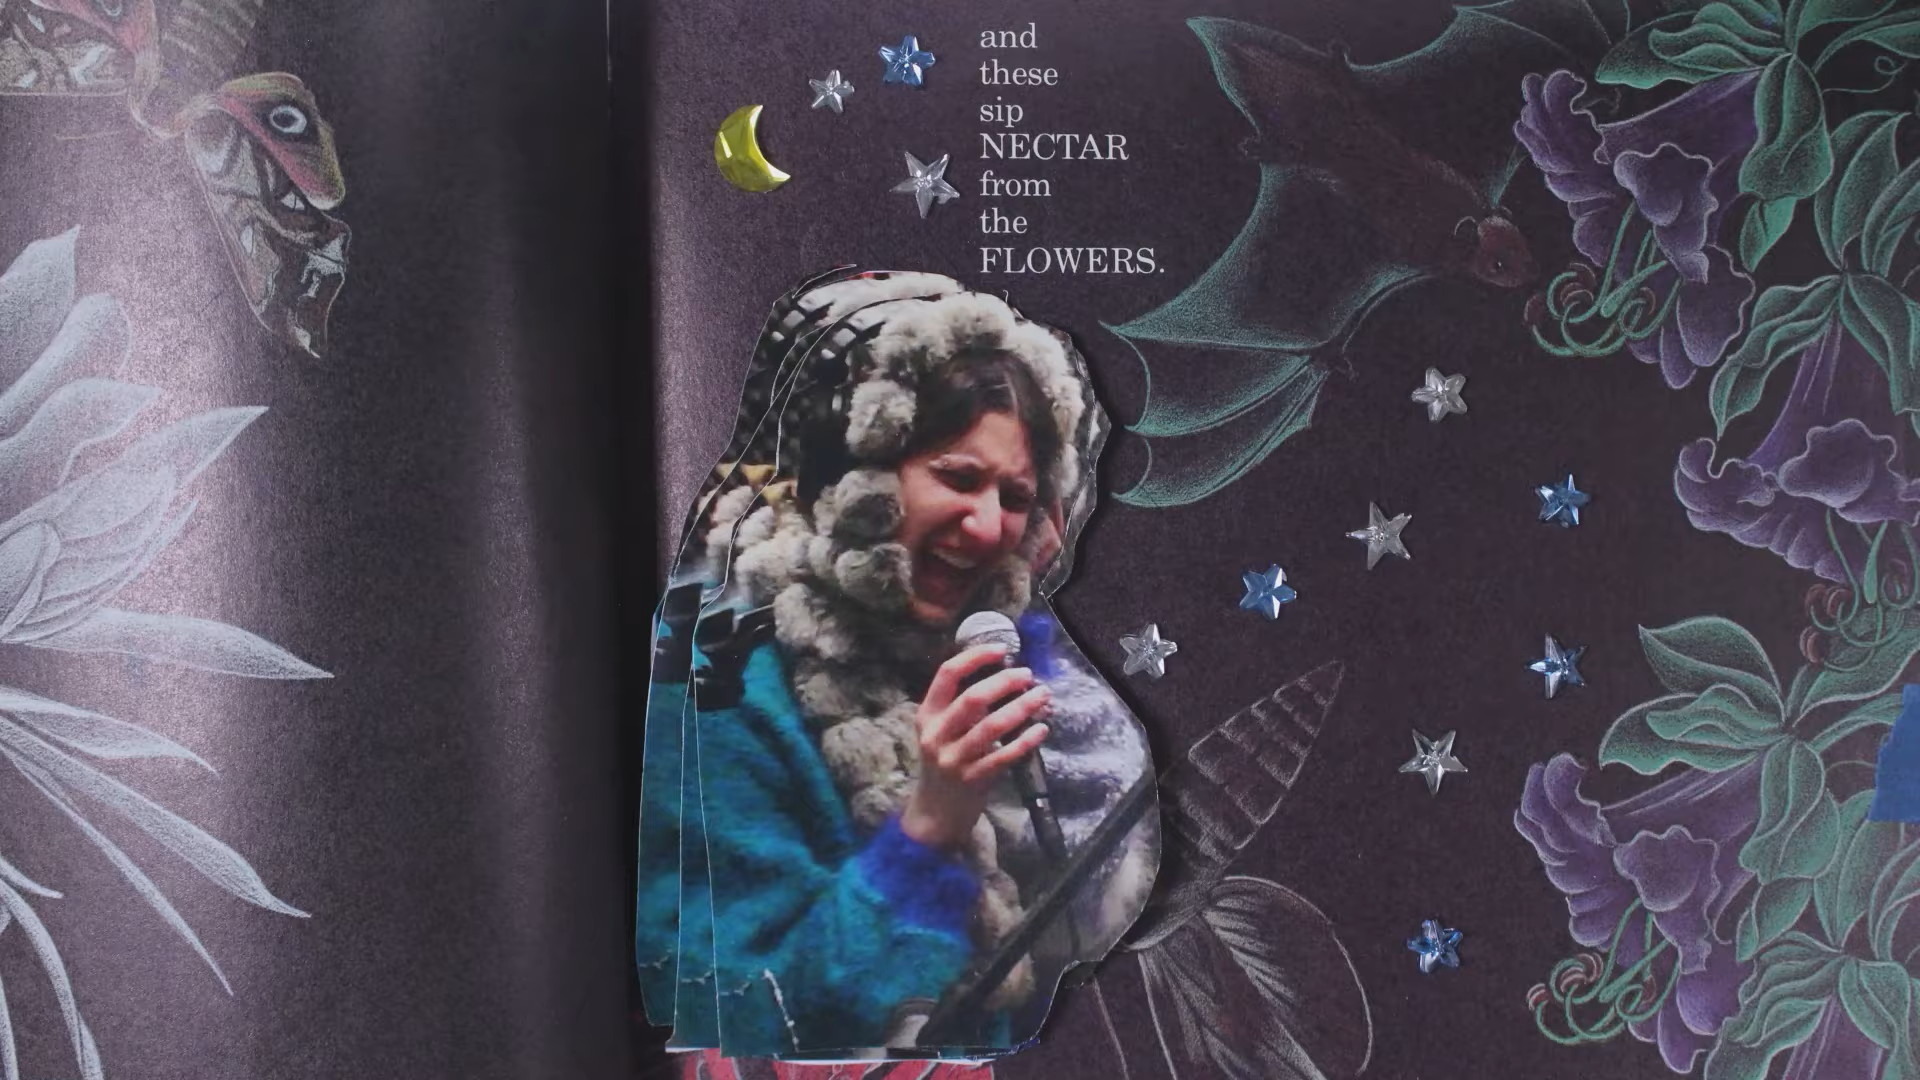 and
these
sip
NECTAR
from
the
FLOWERS.